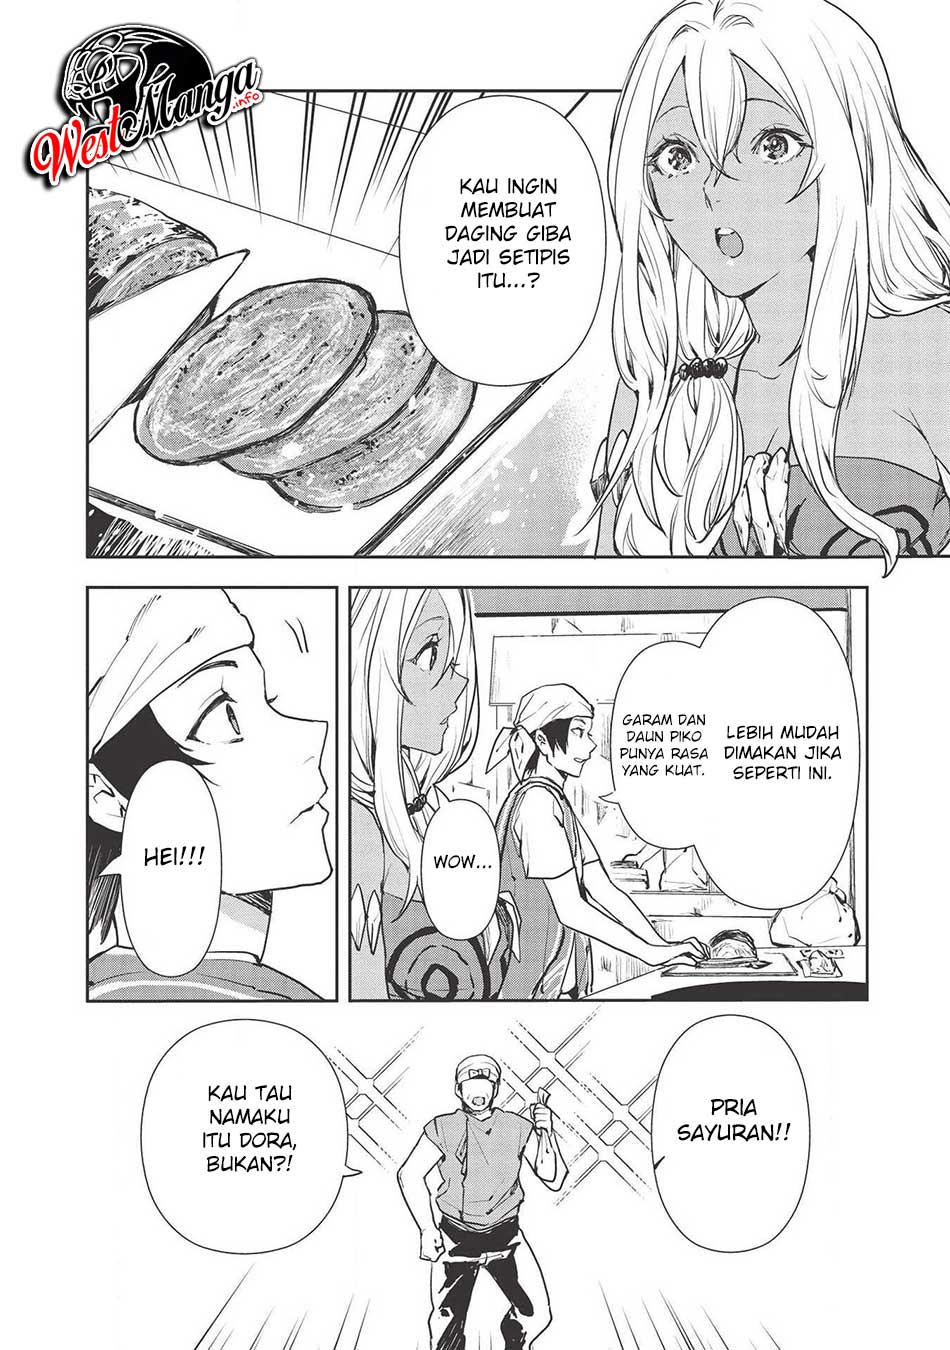 WestManga
.info
KAU INGIN
MEMBUAT
DAGING GIBA
JADI SETIPIS
ITU...?
LEBIH MUDAH
DIMAKAN JIKA
SEPERTI INI.
GARAM DAN
DAUN PIKO
PUNYA RASA
YANG KUAT.
WOW...
HEI!!!
PRIA
SAYURAN!!
KAU TAU
NAMAKU
ITU DORA,
BUKAN?!